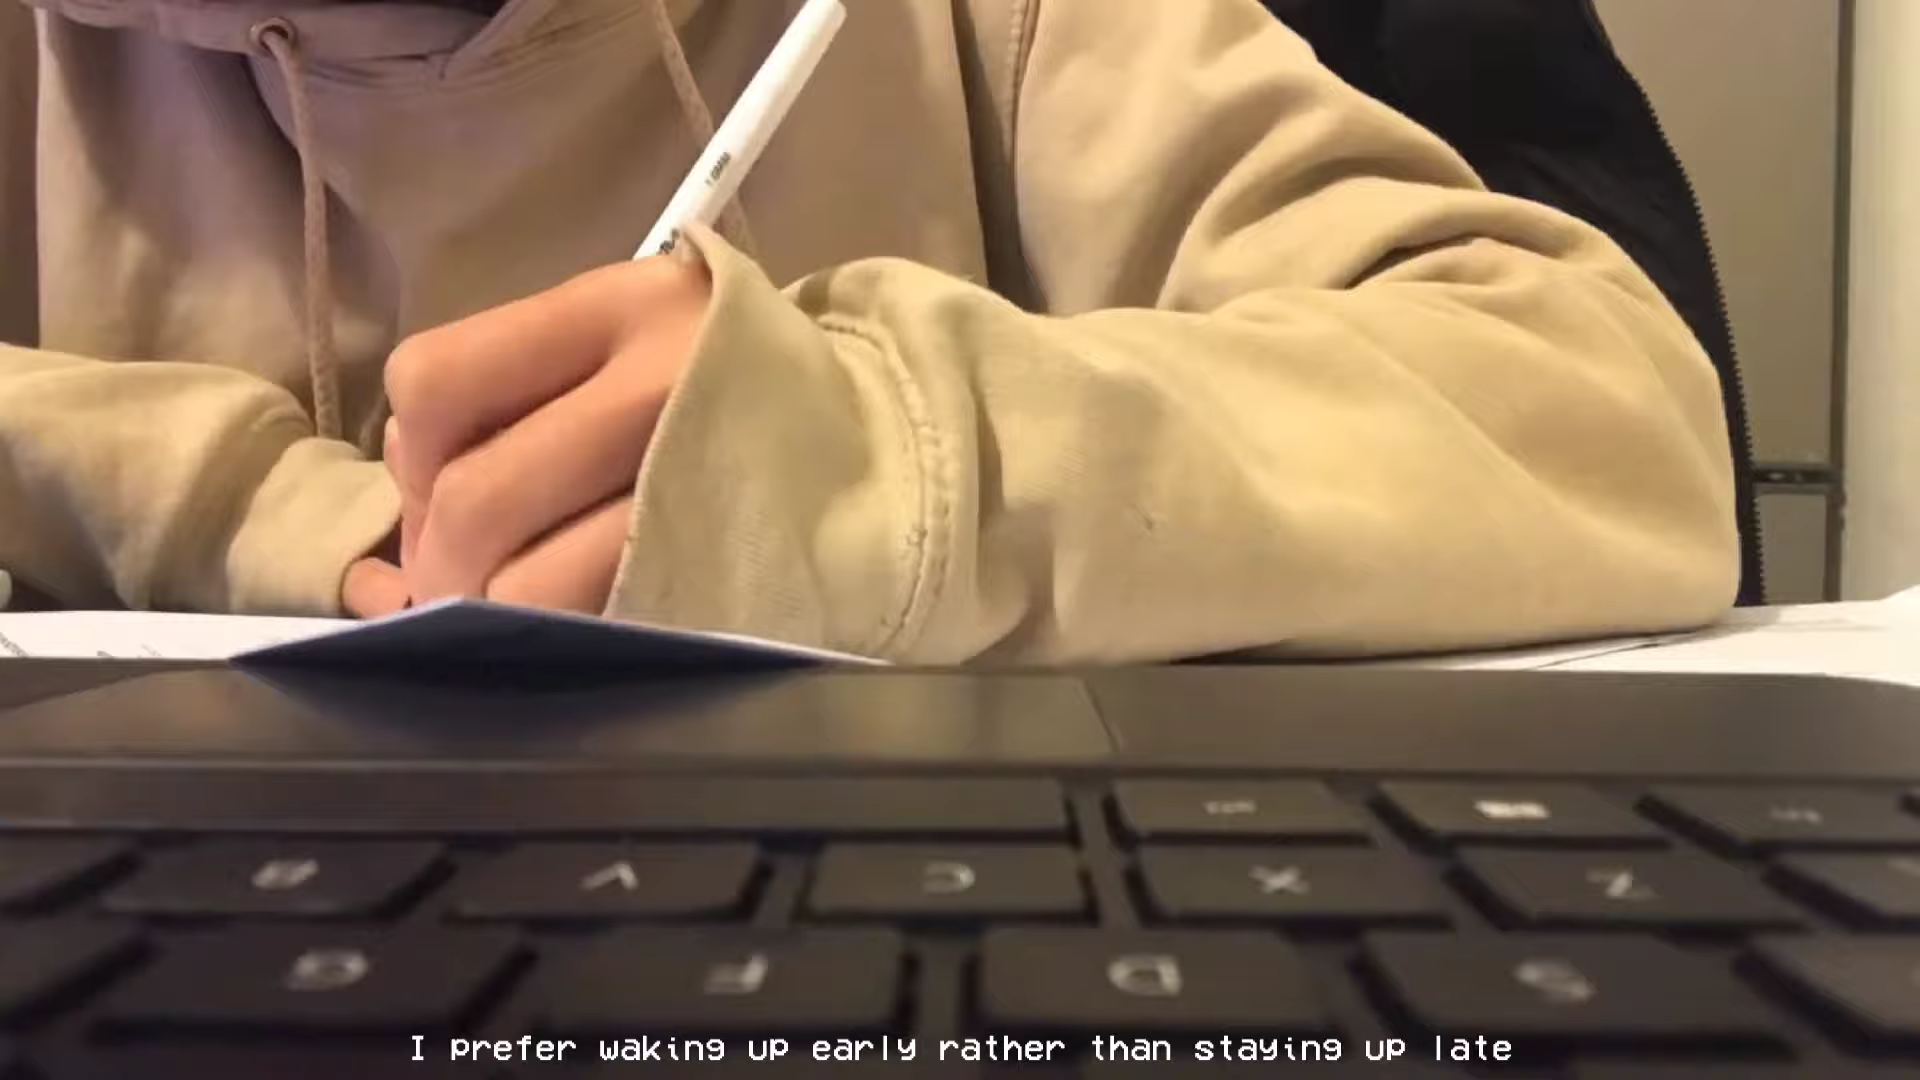 B V C X Z
G F D S
I prefer waking up early rather than staying up late